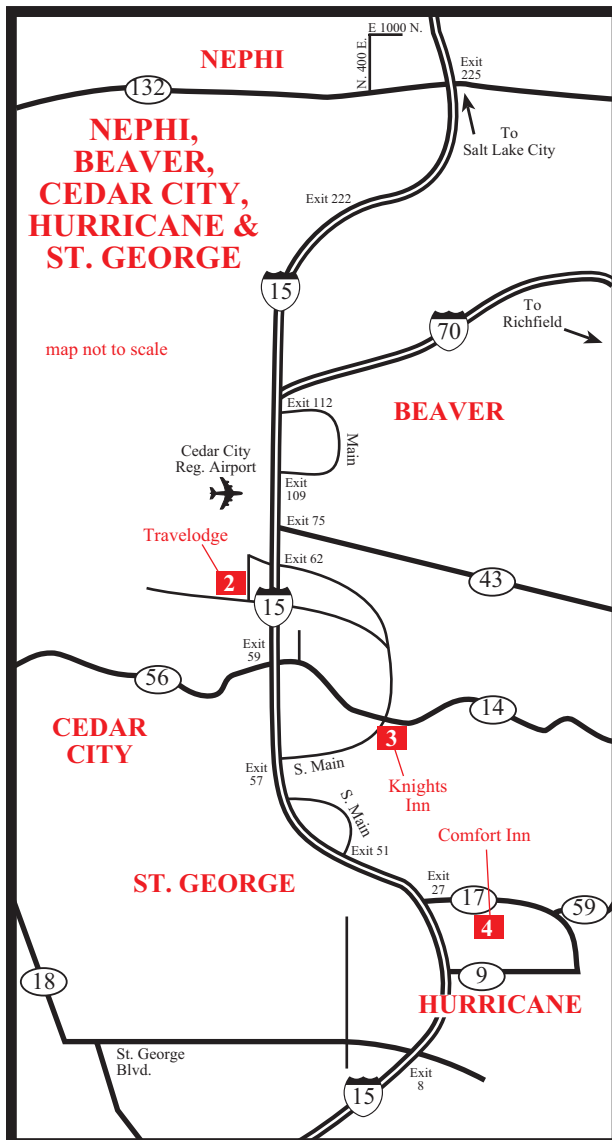 E 1000 N.
N. 400 E.
NEPHI
Exit
225
132
To
Salt Lake City
NEPHI,
BEAVER,
CEDAR CITY,
HURRICANE &
ST. GEORGE
Exit 222
15
To
Richfield
70
map not to scale
Exit 112
BEAVER
Main
Cedar City
Reg. Airport
Exit
109
Exit 75
Travelodge
Exit 62
2
43
15
Exit
59
56
14
CEDAR
CITY
3
S. Main
Exit
57
Knights
Inn
S. Main
Comfort Inn
Exit 51
ST. GEORGE
Exit
27
17
59
4
18
9
HURRICANE
St. George
Blvd.
Exit
8
15